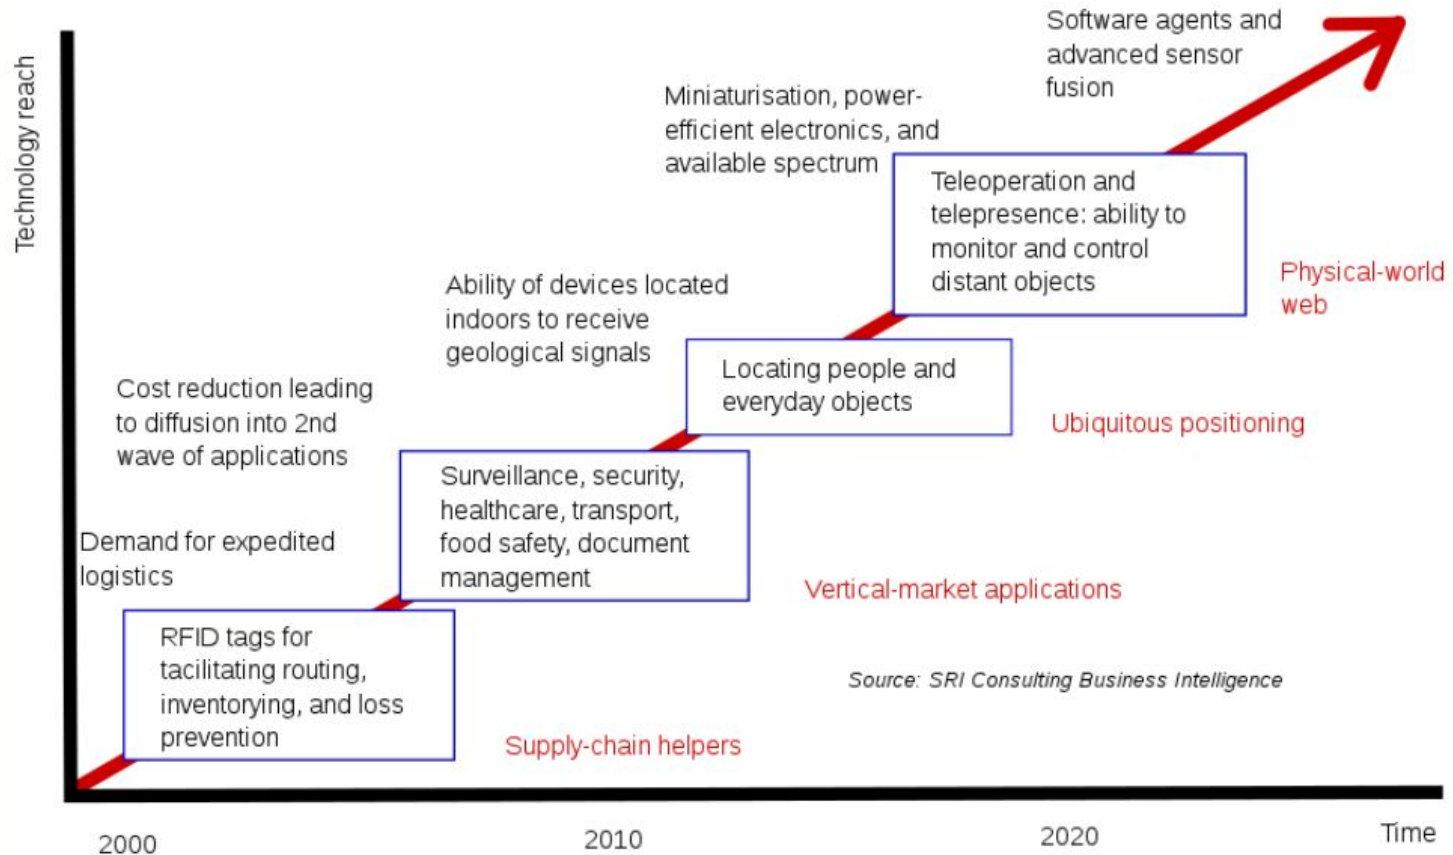 Technology reach
Software agents and
advanced sensor
fusion
Miniaturisation, power-
efficient electronics, and
available spectrum
Teleoperation and
telepresence: ability to
monitor and control
distant objects
Physical-world
web
Ability of devices located
indoors to receive
geological signals
Locating people and
everyday objects
Ubiquitous positioning
Cost reduction leading
to diffusion into 2nd
wave of applications
Surveillance, security,
healthcare, transport,
food safety, document
management
Vertical-market applications
Demand for expedited
logistics
RFID tags for
tacilitating routing,
inventorying, and loss
prevention
Supply-chain helpers
Source: SRI Consulting Business Intelligence
2000
2010
2020
Time